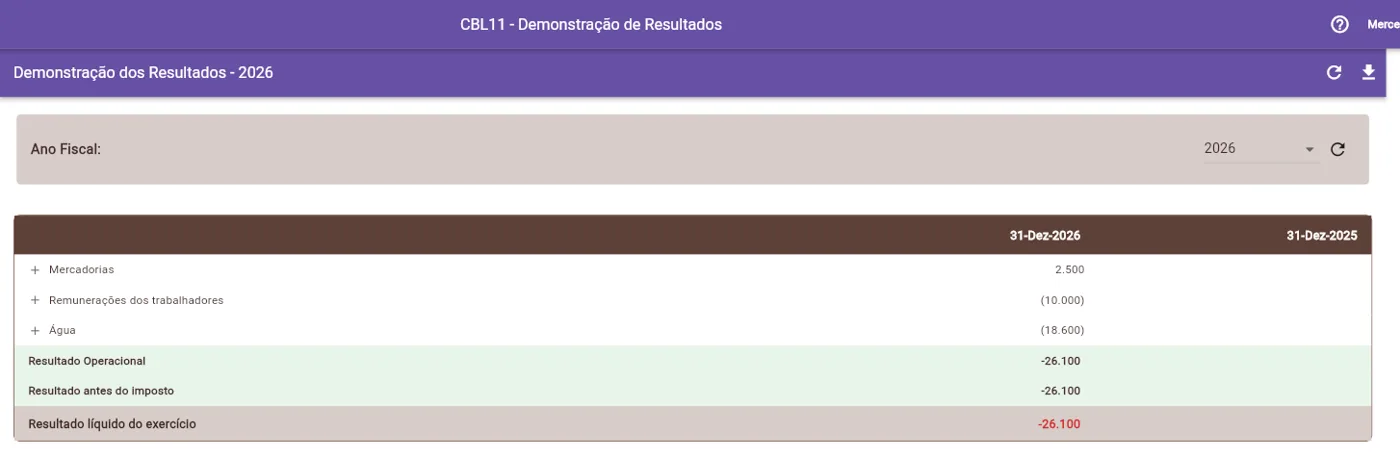 CBL11 - Demonstração de Resultados
Merce
Demonstração dos Resultados - 2026
Ano Fiscal:
2026
31-Dez-2026 31-Dez-2025
+ Mercadorias 2.500
+ Remunerações dos trabalhadores (10.000)
+ Água (18.600)
Resultado Operacional -26.100
Resultado antes do imposto -26.100
Resultado líquido do exercício -26.100